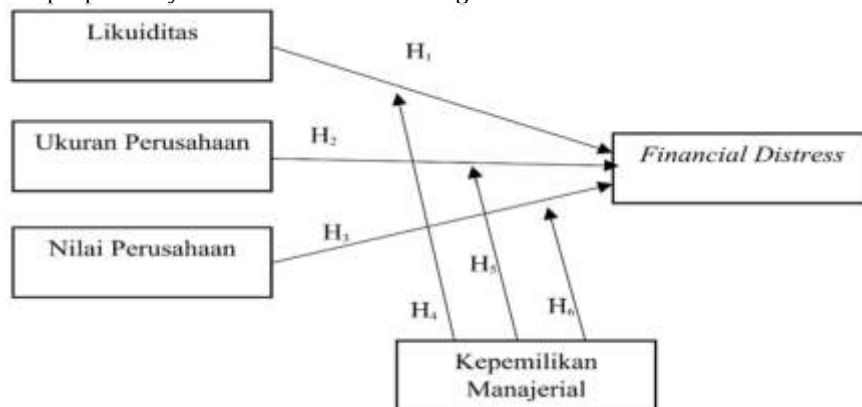 Likuiditas
H₁
Ukuran Perusahaan
H₂
Financial Distress
Nilai Perusahaan
H₃
H₅
H₄
H₆
Kepemilikan
Manajerial